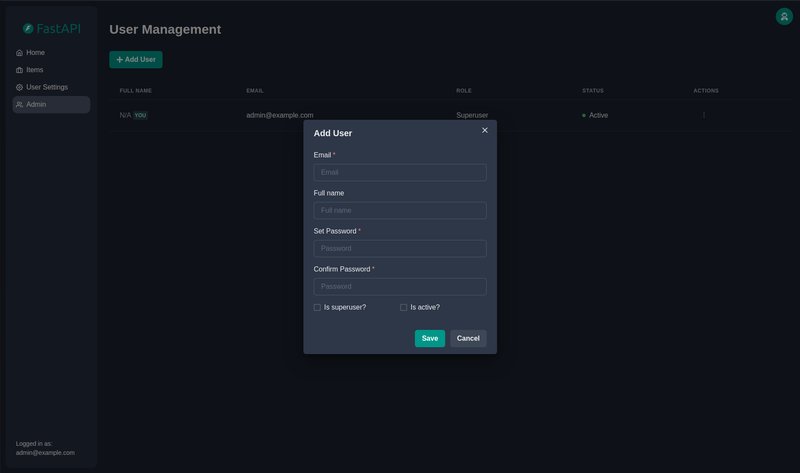 FastAPI
Home
Items
User Settings
Admin
Logged in as:
admin@example.com
User Management
+ Add User
FULL NAME EMAIL ROLE STATUS ACTIONS
N/A YOU admin@example.com Superuser Active
Add User
Email *
Email
Full name
Full name
Set Password *
Password
Confirm Password *
Password
Is superuser? Is active?
Save Cancel